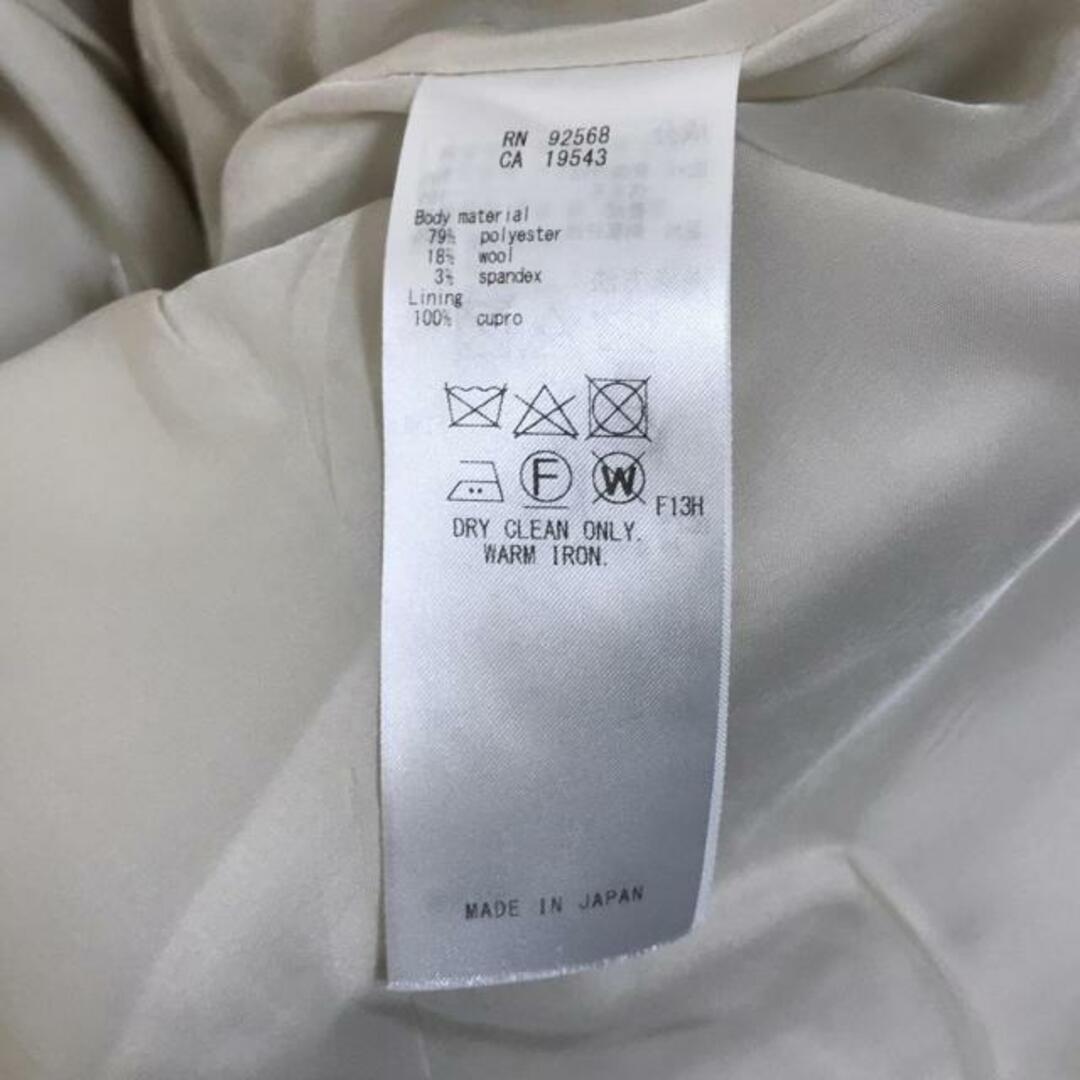 RN 92568
CA 19543
Body material
79% polyester
18% wool
3% spandex
Lining
100% cupro
F W F13H
DRY CLEAN ONLY.
WARM IRON.
MADE IN JAPAN